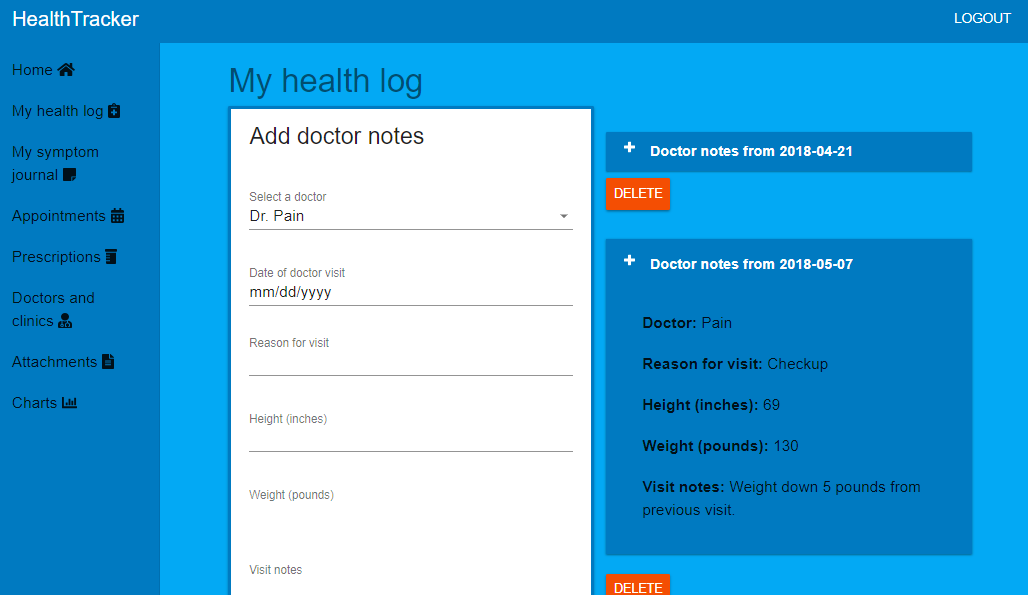 HealthTracker
LOGOUT
Home
My health log
My symptom
journal
Appointments
Prescriptions
Doctors and
clinics
Attachments
Charts
My health log
Add doctor notes
Select a doctor
Dr. Pain
Date of doctor visit
mm/dd/yyyy
Reason for visit
Height (inches)
Weight (pounds)
Visit notes
+ Doctor notes from 2018-04-21
DELETE
+ Doctor notes from 2018-05-07
Doctor: Pain
Reason for visit: Checkup
Height (inches): 69
Weight (pounds): 130
Visit notes: Weight down 5 pounds from
previous visit.
DELETE